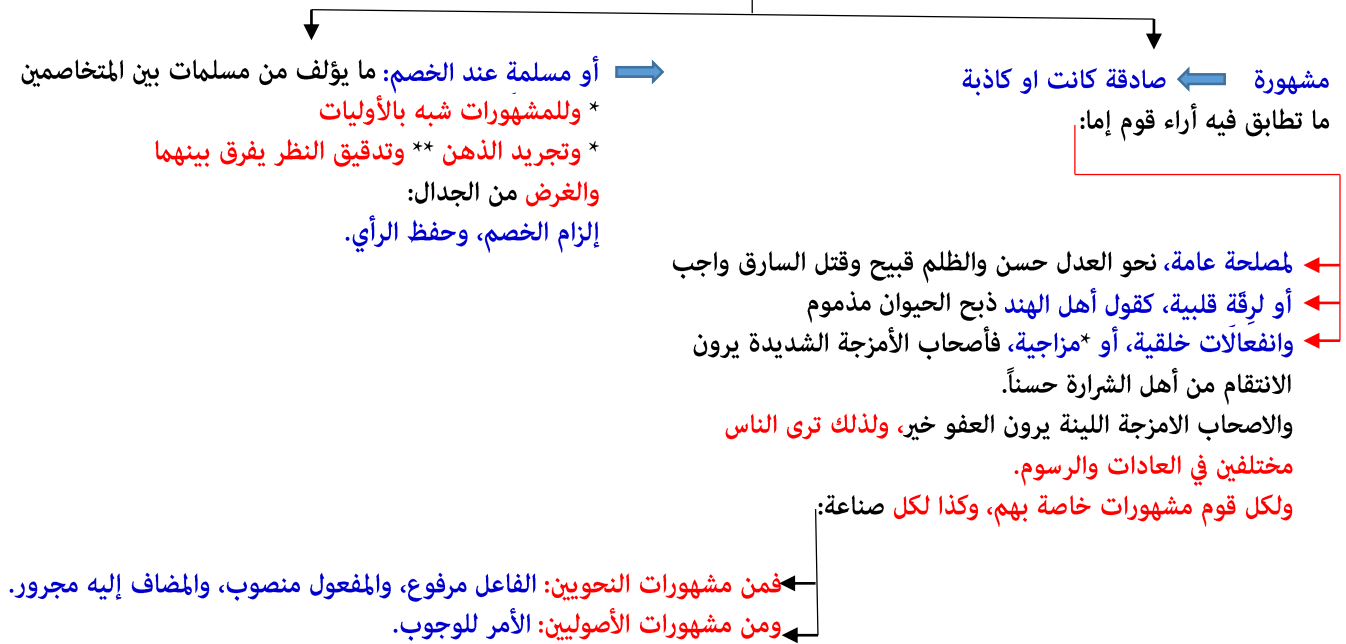 مشهورة صادقة كانت او كاذبة
ما تطابق فيه أراء قوم إما:
لمصلحة عامة، نحو العدل حسن والظلم قبيح وقتل السارق واجب
أو لرِقَةِ قلبية، كقول أهل الهند ذبح الحيوان مذموم
وانفعالات خلقية، أو *مزاجية، فأصحاب الأمزجة الشديدة يرون
الانتقام من أهل الشرارة حسناً.
والاصحاب الامزجة اللينة يرون العفو خير، ولذلك ترى الناس
مختلفين في العادات والرسوم.
ولكل قوم مشهورات خاصة بهم، وكذا لكل صناعة:
فمن مشهورات النحويين: الفاعل مرفوع، والمفعول منصوب، والمضاف إليه مجرور.
ومن مشهورات الأصوليين: الأمر للوجوب.
أو مسلمةِ عند الخصم: ما يؤلف من مسلمات بين المتخاصمين
* وللمشهورات شبه بالأوليات
* وتجريد الذهن ** وتدقيق النظر يفرق بينهما
والغرض من الجدال:
إلزام الخصم، وحفظ الرأي.